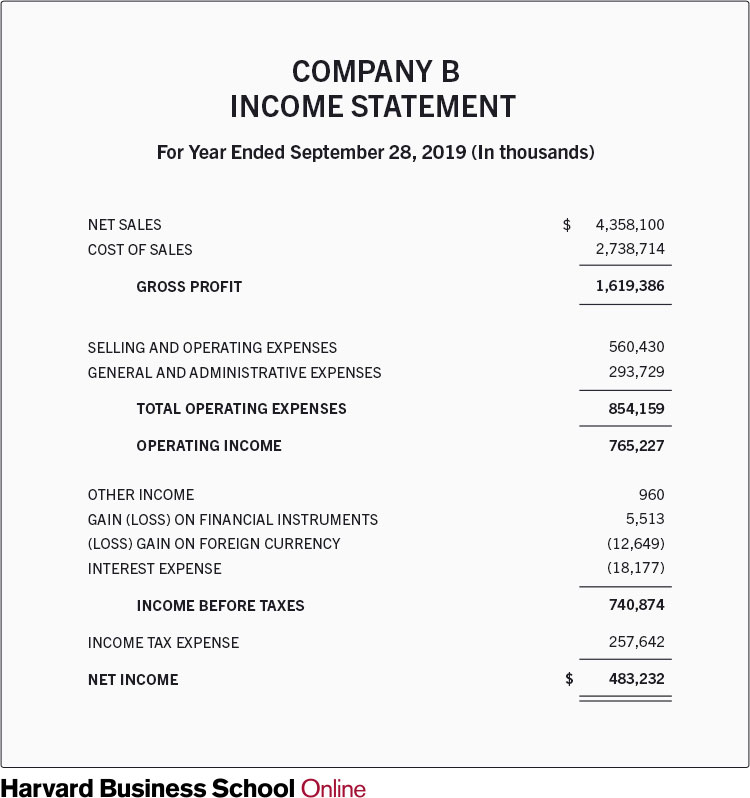 COMPANY B
INCOME STATEMENT
For Year Ended September 28, 2019 (In thousands)
NET SALES $ 4,358,100
COST OF SALES 2,738,714
GROSS PROFIT 1,619,386
SELLING AND OPERATING EXPENSES 560,430
GENERAL AND ADMINISTRATIVE EXPENSES 293,729
TOTAL OPERATING EXPENSES 854,159
OPERATING INCOME 765,227
OTHER INCOME 960
GAIN (LOSS) ON FINANCIAL INSTRUMENTS 5,513
(LOSS) GAIN ON FOREIGN CURRENCY (12,649)
INTEREST EXPENSE (18,177)
INCOME BEFORE TAXES 740,874
INCOME TAX EXPENSE 257,642
NET INCOME $ 483,232
Harvard Business School Online